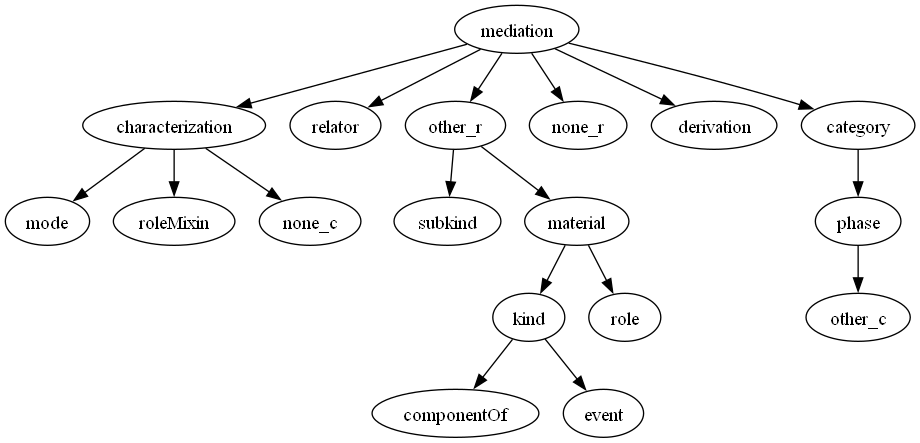 mediation
characterization
relator
other_r
none_r
derivation
category
mode
roleMixin
none_c
subkind
material
phase
kind
role
other_c
componentOf
event